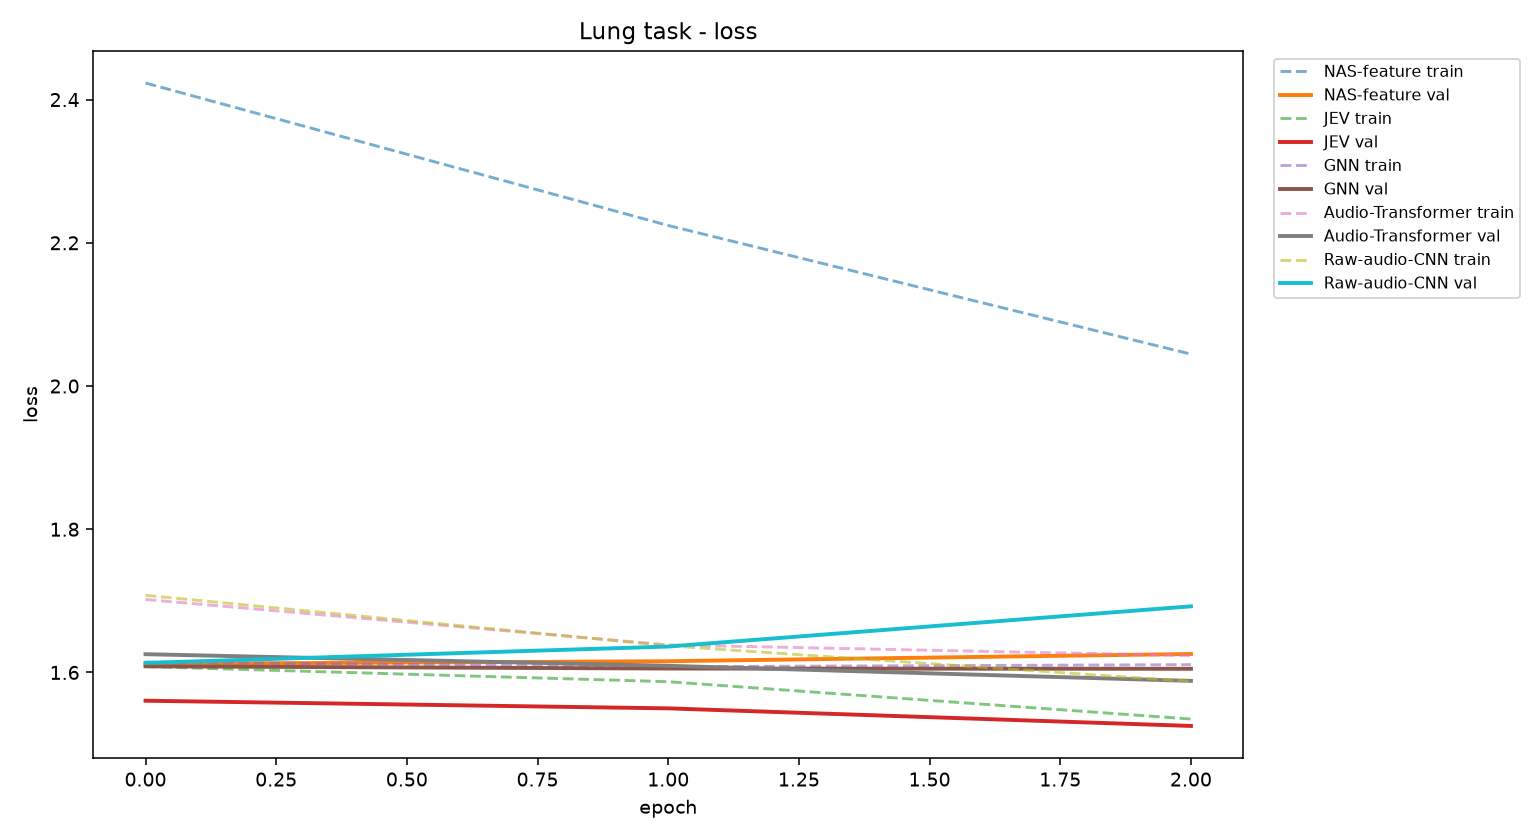 Lung task - loss
2.4
2.2
2.0
1.8
1.6
loss
0.00 0.25 0.50 0.75 1.00 1.25 1.50 1.75 2.00
epoch
NAS-feature train
NAS-feature val
JEV train
JEV val
GNN train
GNN val
Audio-Transformer train
Audio-Transformer val
Raw-audio-CNN train
Raw-audio-CNN val